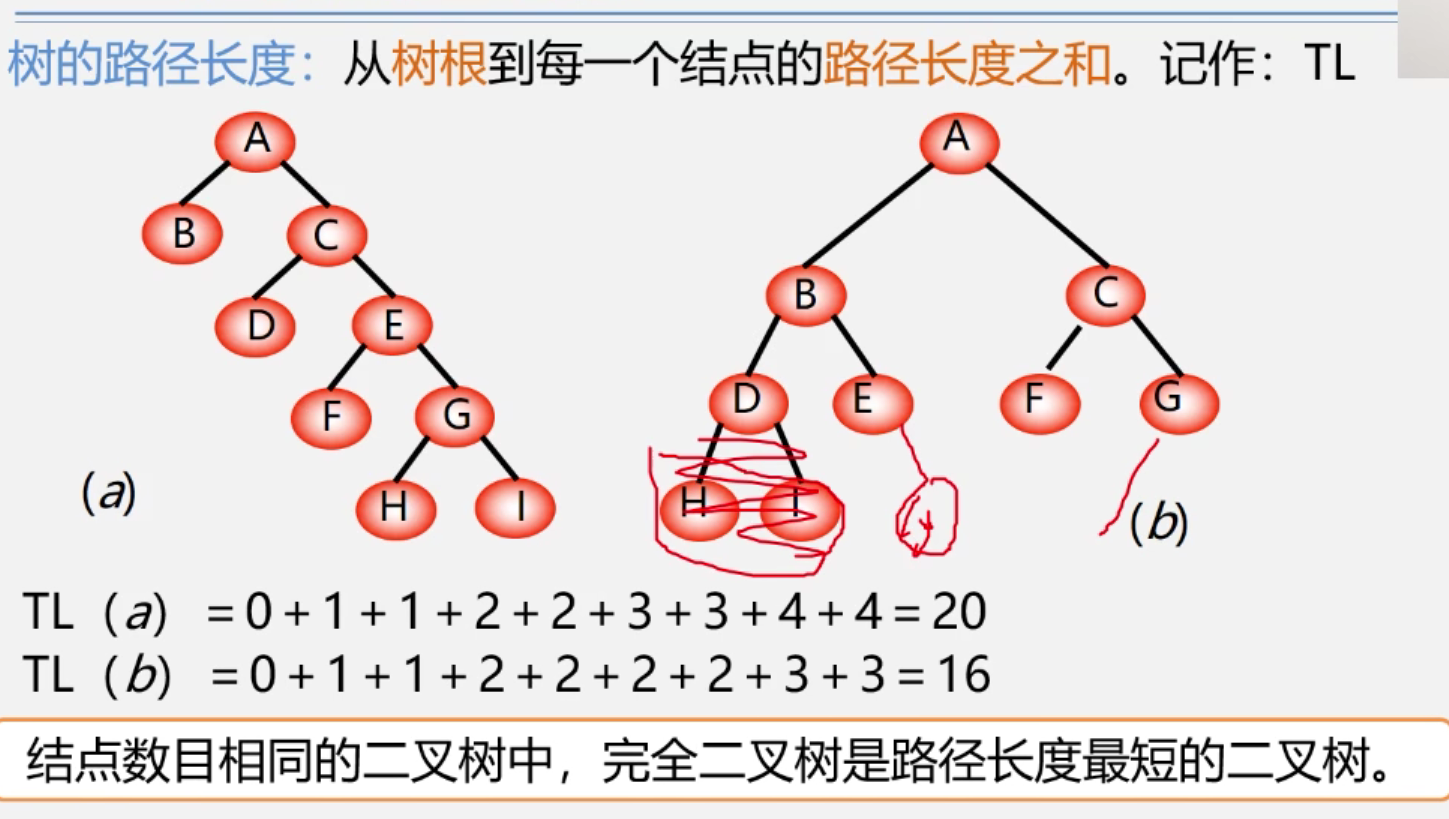 树的路径长度：从树根到每一个结点的路径长度之和。记作：TL
A
B C
D E
F G
H I
(a)
A
B C
D E F G
H I
(b)
TL（a） ＝0＋1＋1＋2＋2＋3＋3＋4＋4＝20
TL（b） ＝0＋1＋1＋2＋2＋2＋2＋3＋3＝16
结点数目相同的二叉树中，完全二叉树是路径长度最短的二叉树。